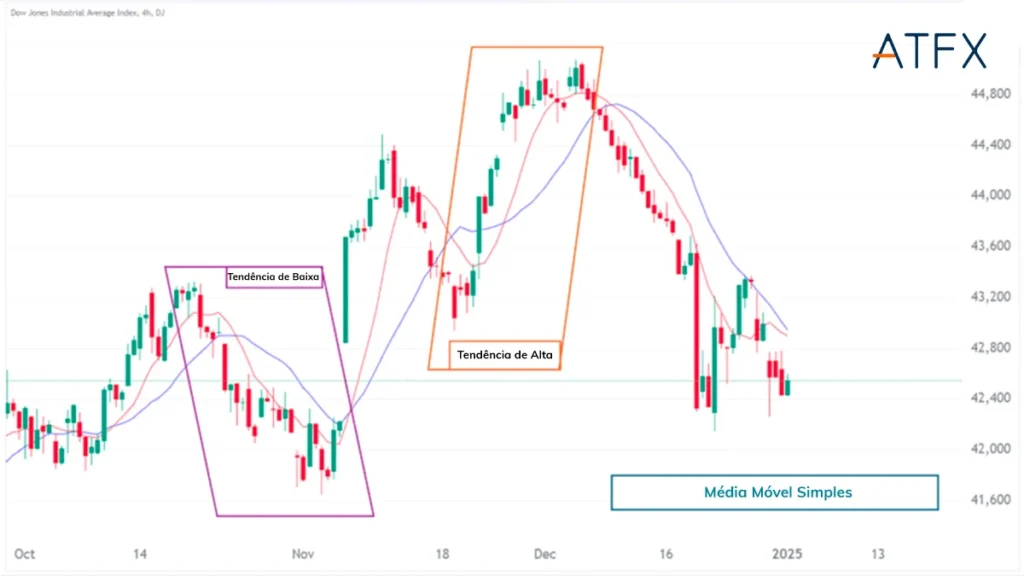 Dow Jones Industrial Average Index, 4h, DJ
ATFX
44,800
44,400
44,000
43,600
Tendência de Baixa
43,200
Tendência de Alta
42,800
42,400
42,000
Média Móvel Simples
41,600
Oct 14 Nov 18 Dec 16 2025 13